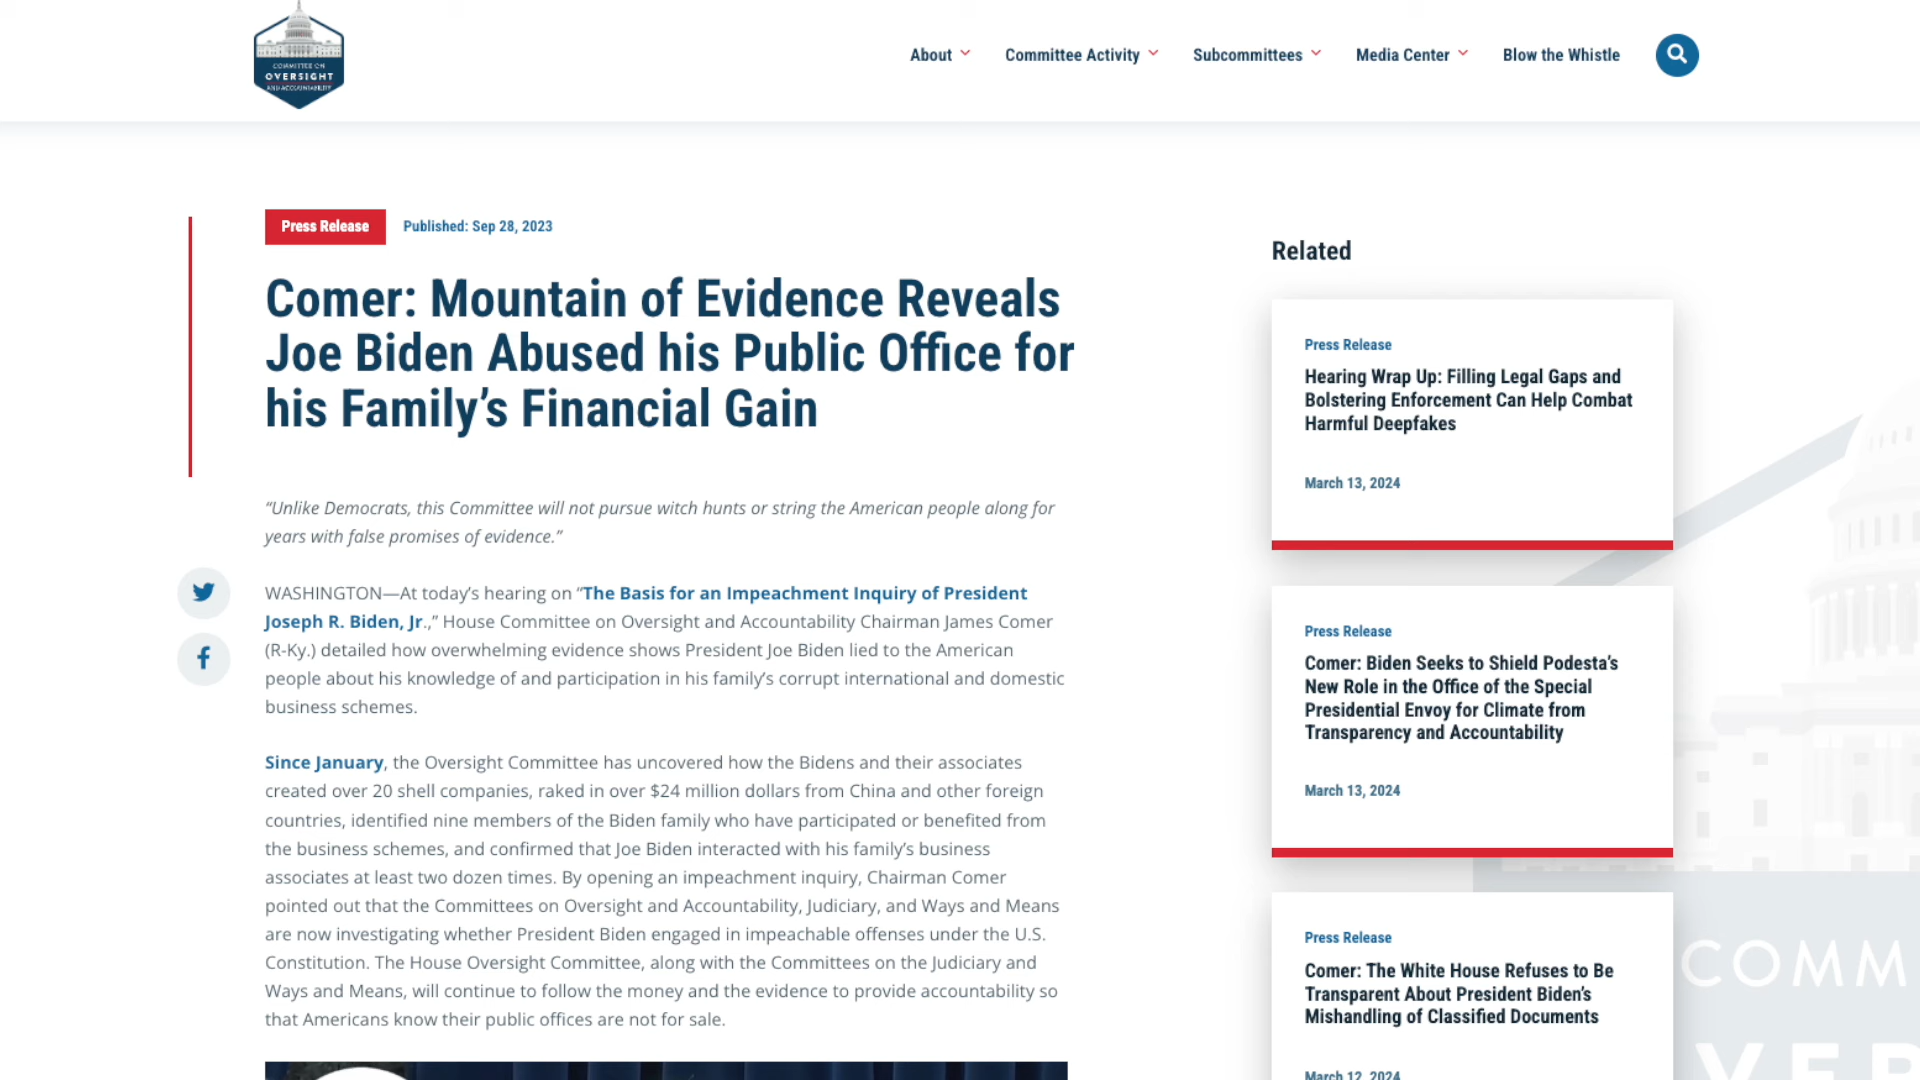 COMMITTEE ON
OVERSIGHT
AND ACCOUNTABILITY
About
Committee Activity
Subcommittees
Media Center
Blow the Whistle
Press Release
Published: Sep 28, 2023
Comer: Mountain of Evidence Reveals
Joe Biden Abused his Public Office for
his Family’s Financial Gain
“Unlike Democrats, this Committee will not pursue witch hunts or string the American people along for
years with false promises of evidence.”
WASHINGTON—At today’s hearing on “The Basis for an Impeachment Inquiry of President
Joseph R. Biden, Jr.,” House Committee on Oversight and Accountability Chairman James Comer
(R-Ky.) detailed how overwhelming evidence shows President Joe Biden lied to the American
people about his knowledge of and participation in his family’s corrupt international and domestic
business schemes.
Since January, the Oversight Committee has uncovered how the Bidens and their associates
created over 20 shell companies, raked in over $24 million dollars from China and other foreign
countries, identified nine members of the Biden family who have participated or benefited from
the business schemes, and confirmed that Joe Biden interacted with his family’s business
associates at least two dozen times. By opening an impeachment inquiry, Chairman Comer
pointed out that the Committees on Oversight and Accountability, Judiciary, and Ways and Means
are now investigating whether President Biden engaged in impeachable offenses under the U.S.
Constitution. The House Oversight Committee, along with the Committees on the Judiciary and
Ways and Means, will continue to follow the money and the evidence to provide accountability so
that Americans know their public offices are not for sale.
Related
Press Release
Hearing Wrap Up: Filling Legal Gaps and
Bolstering Enforcement Can Help Combat
Harmful Deepfakes
March 13, 2024
Press Release
Comer: Biden Seeks to Shield Podesta’s
New Role in the Office of the Special
Presidential Envoy for Climate from
Transparency and Accountability
March 13, 2024
Press Release
Comer: The White House Refuses to Be
Transparent About President Biden’s
Mishandling of Classified Documents
March 12, 2024
COMM
VER